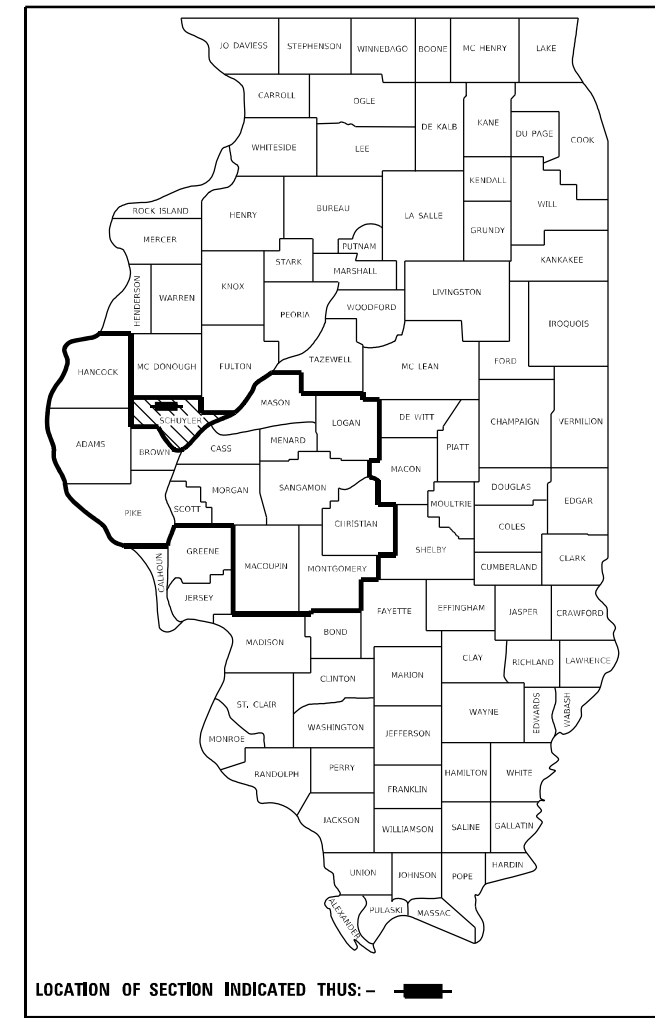 JO DAVIESS
STEPHENSON
WINNEBAGO
BOONE
MC HENRY
LAKE
CARROLL
OGLE
DE KALB
KANE
DU PAGE
COOK
WHITESIDE
LEE
KENDALL
WILL
ROCK ISLAND
HENRY
BUREAU
LA SALLE
GRUNDY
MERCER
PUTNAM
KANKAKEE
STARK
MARSHALL
HENDERSON
WARREN
KNOX
PEORIA
WOODFORD
LIVINGSTON
IROQUOIS
HANCOCK
MC DONOUGH
FULTON
TAZEWELL
MC LEAN
FORD
MASON
SCHUYLER
LOGAN
DE WITT
CHAMPAIGN
VERMILION
ADAMS
BROWN
CASS
MENARD
MACON
PIATT
MORGAN
SANGAMON
DOUGLAS
EDGAR
PIKE
SCOTT
CHRISTIAN
MOULTRIE
COLES
GREENE
MACOUPIN
MONTGOMERY
SHELBY
CUMBERLAND
CLARK
CALHOUN
JERSEY
FAYETTE
EFFINGHAM
JASPER
CRAWFORD
MADISON
BOND
CLAY
RICHLAND
LAWRENCE
CLINTON
MARION
ST. CLAIR
WAYNE
EDWARDS
WABASH
WASHINGTON
JEFFERSON
MONROE
RANDOLPH
PERRY
HAMILTON
WHITE
FRANKLIN
JACKSON
WILLIAMSON
SALINE
GALLATIN
UNION
JOHNSON
POPE
HARDIN
ALEXANDER
PULASKI
MASSAC
LOCATION OF SECTION INDICATED THUS: –